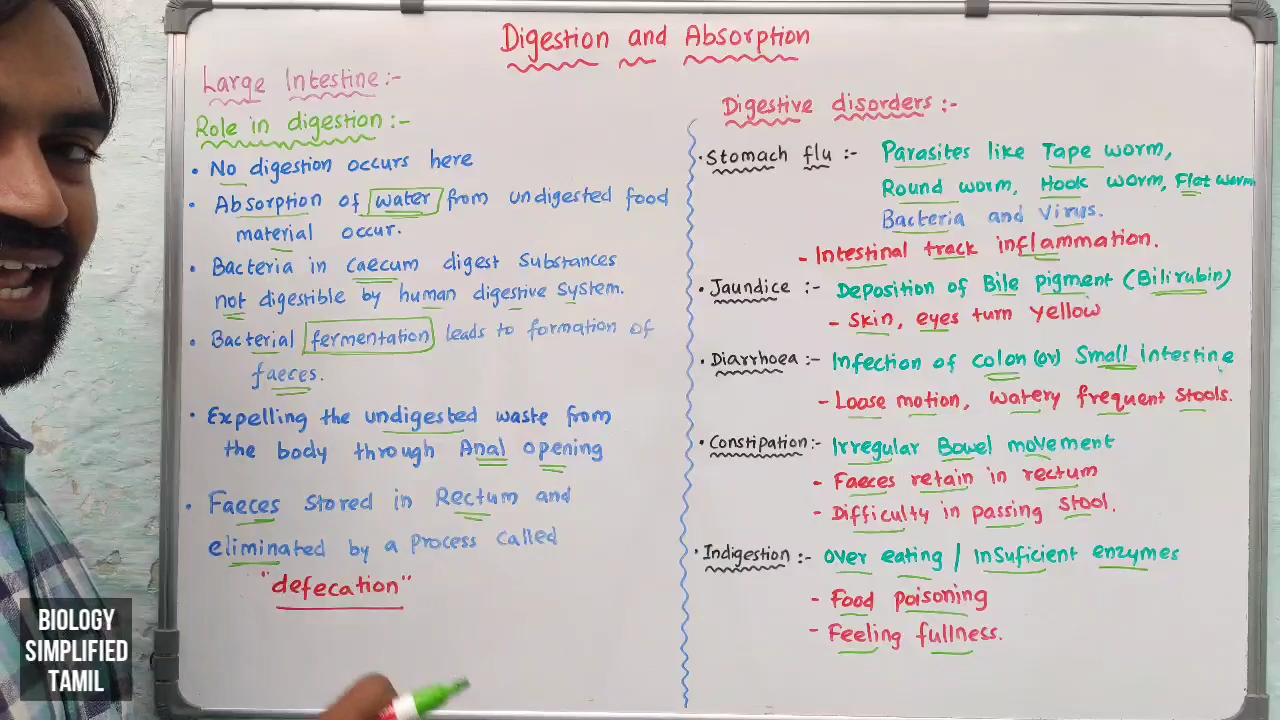 Digestion and Absorption
Large Intestine:-
Role in digestion:-
• No digestion occurs here
• Absorption of water from undigested food
material occur.
• Bacteria in caecum digest substances
not digestible by human digestive system.
• Bacterial fermentation leads to formation of
faeces.
• Expelling the undigested waste from
the body through Anal opening
• Faeces stored in Rectum and
eliminated by a process called
"defecation"
Digestive disorders:-
• Stomach flu:- Parasites like Tape worm,
Round worm, Hook worm, Flat worm
Bacteria and Virus.
- Intestinal track inflammation.
• Jaundice:- Deposition of Bile pigment (Bilirubin)
- Skin, eyes turn yellow
• Diarrhoea:- Infection of colon (or) Small intestine
- Loose motion, watery frequent stools.
• Constipation:- Irregular Bowel movement
- Faeces retain in rectum
- Difficulty in passing stool.
• Indigestion:- Over eating / Insuficient enzymes
- Food poisoning
- Feeling fullness.
BIOLOGY
SIMPLIFIED
TAMIL